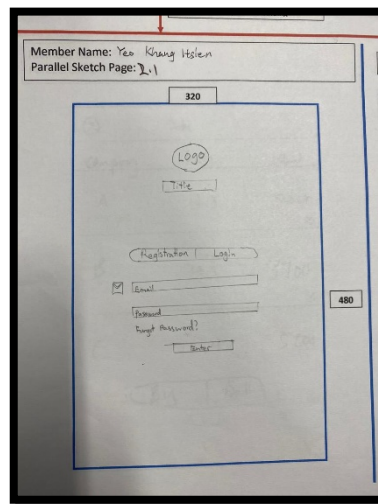 Member Name: Yeo Khang Hsien
Parallel Sketch Page: 2.1
320
Logo
Title
Registration Login
Email
Password
Forgot Password?
Enter
480